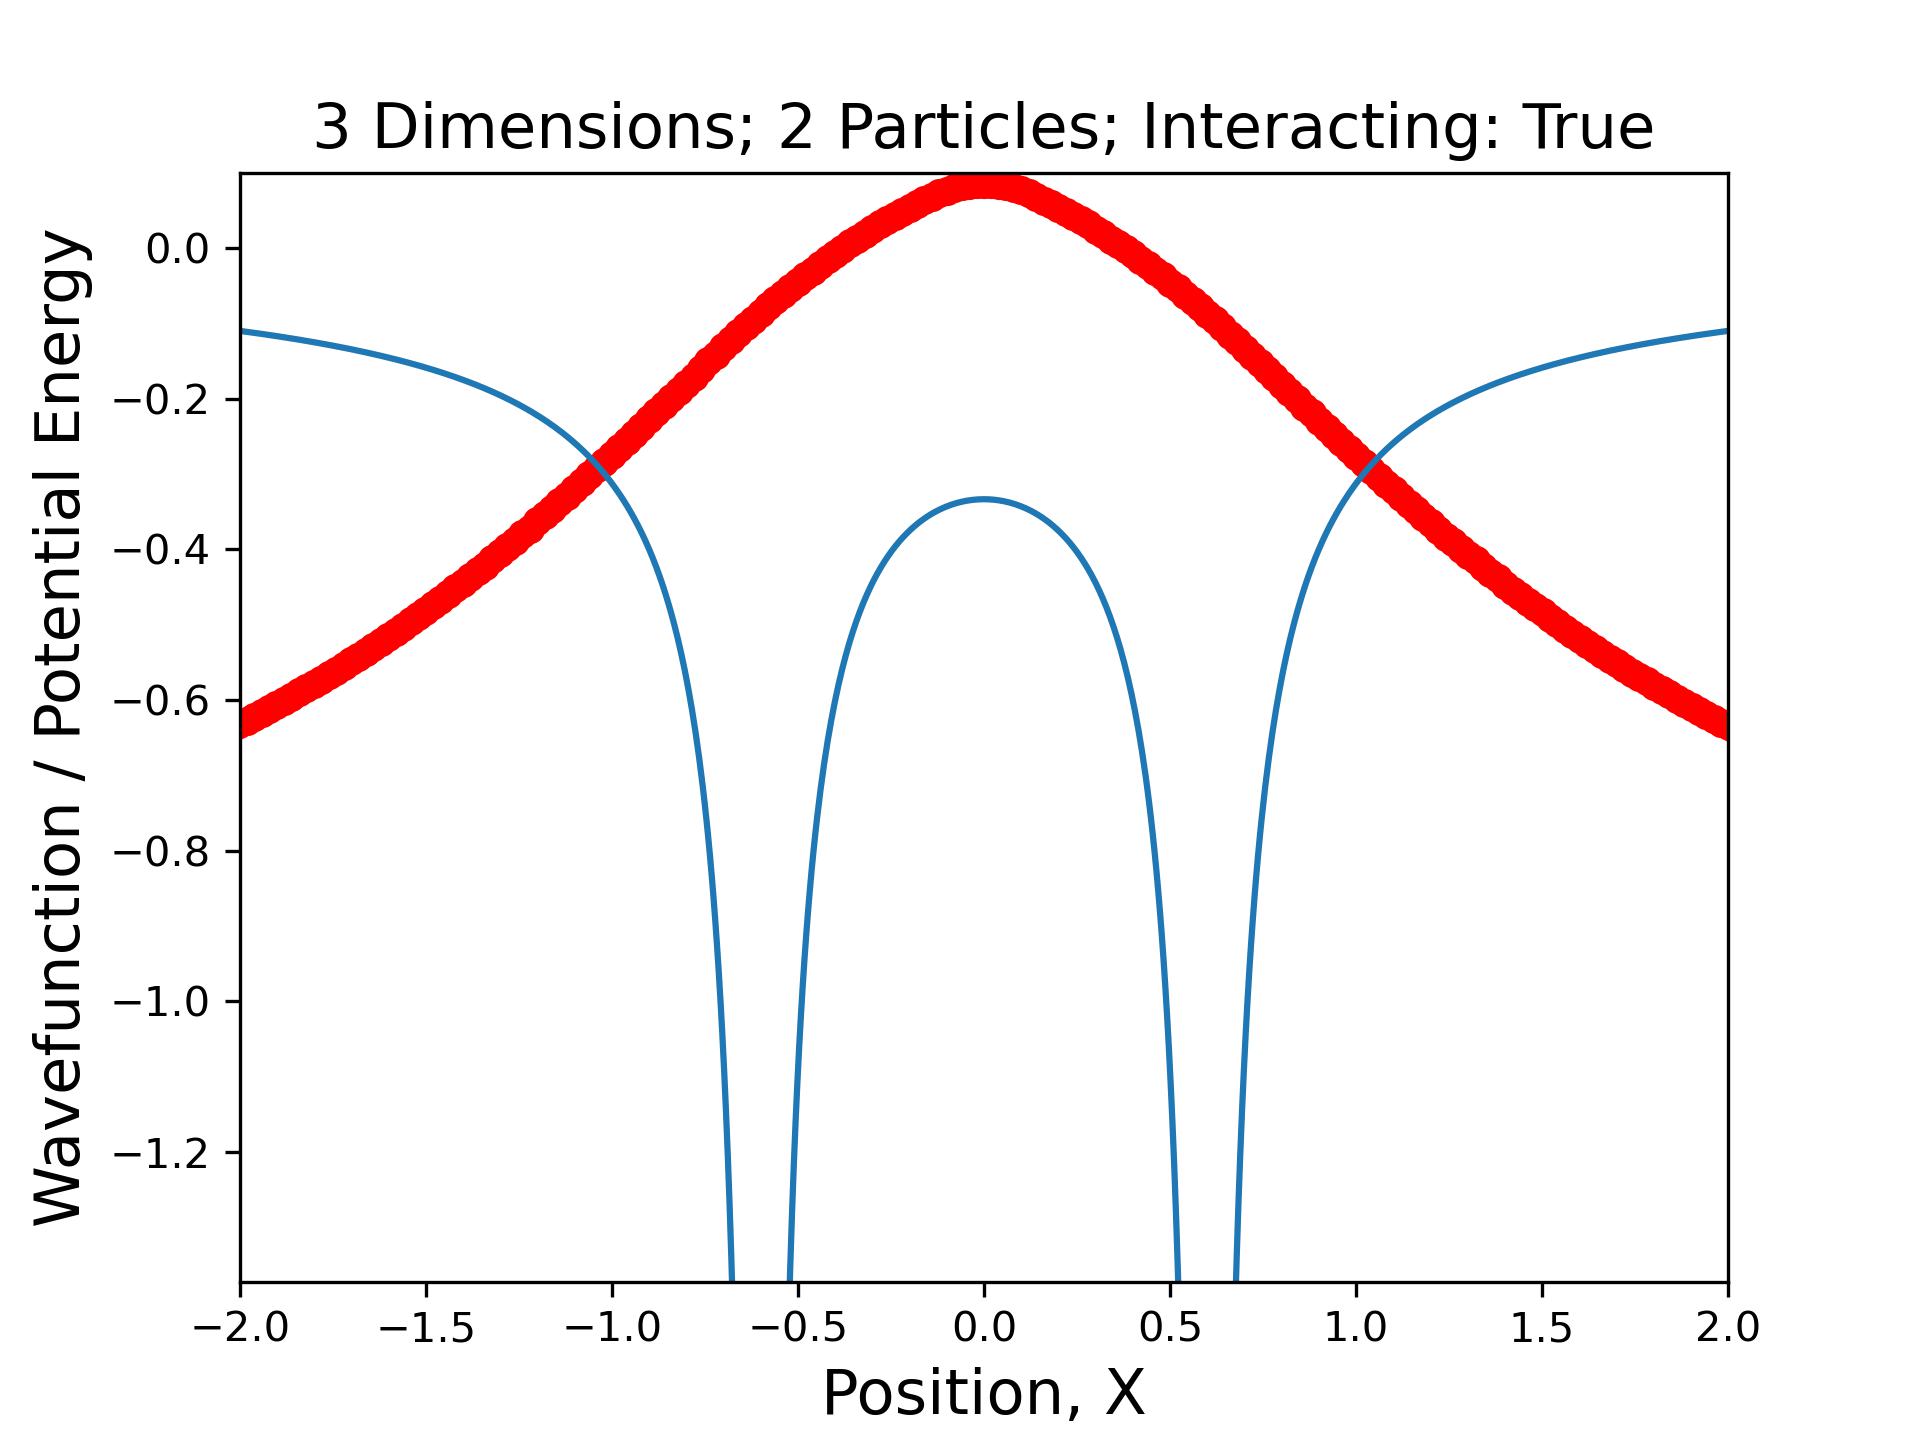 3 Dimensions; 2 Particles; Interacting: True
Wavefunction / Potential Energy
0.0
−0.2
−0.4
−0.6
−0.8
−1.0
−1.2
−2.0 −1.5 −1.0 −0.5 0.0 0.5 1.0 1.5 2.0
Position, X